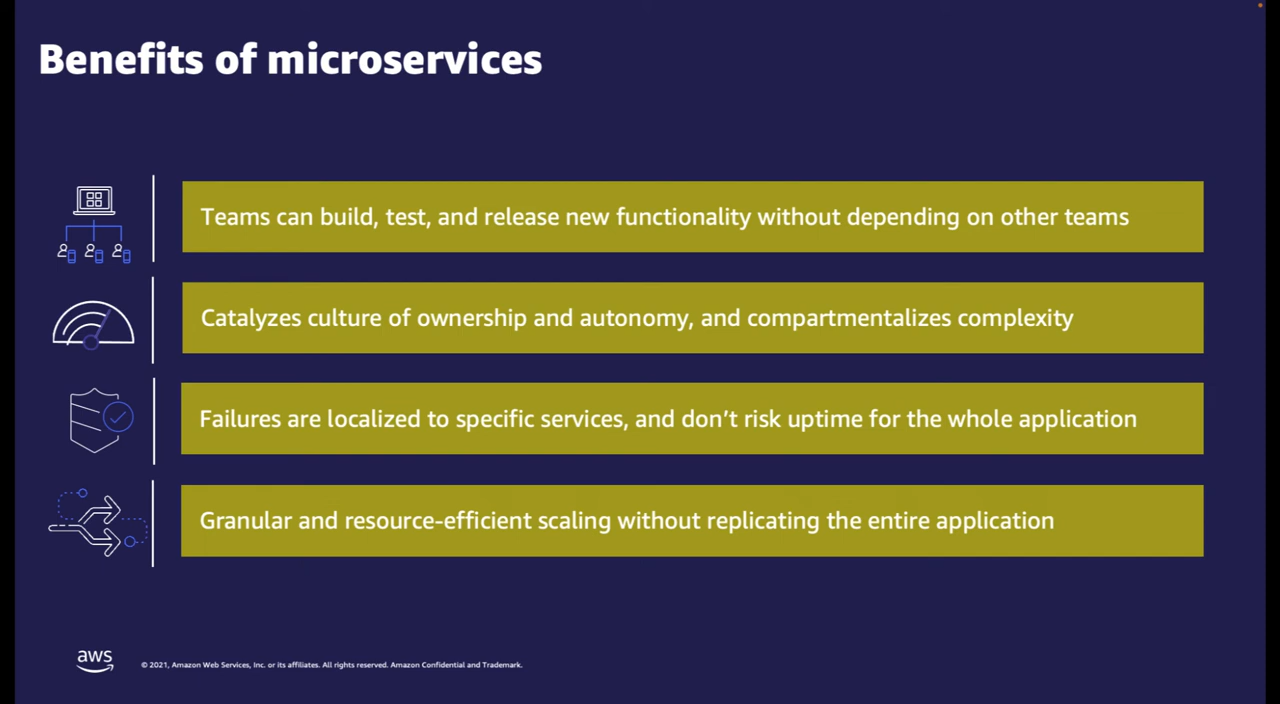 Benefits of microservices
Teams can build, test, and release new functionality without depending on other teams
Catalyzes culture of ownership and autonomy, and compartmentalizes complexity
Failures are localized to specific services, and don’t risk uptime for the whole application
Granular and resource-efficient scaling without replicating the entire application
aws
© 2021, Amazon Web Services, Inc. or its affiliates. All rights reserved. Amazon Confidential and Trademark.